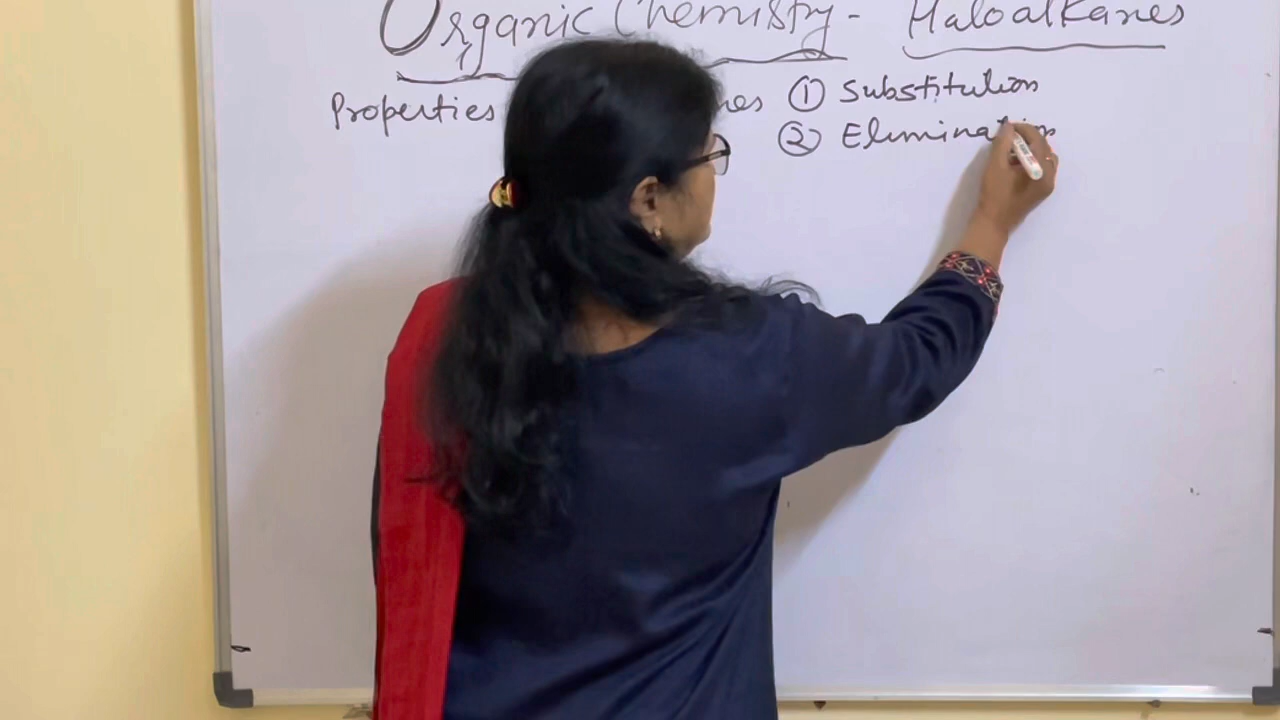 Organic Chemistry - Haloalkanes
Properties
① Substitution
② Elimination